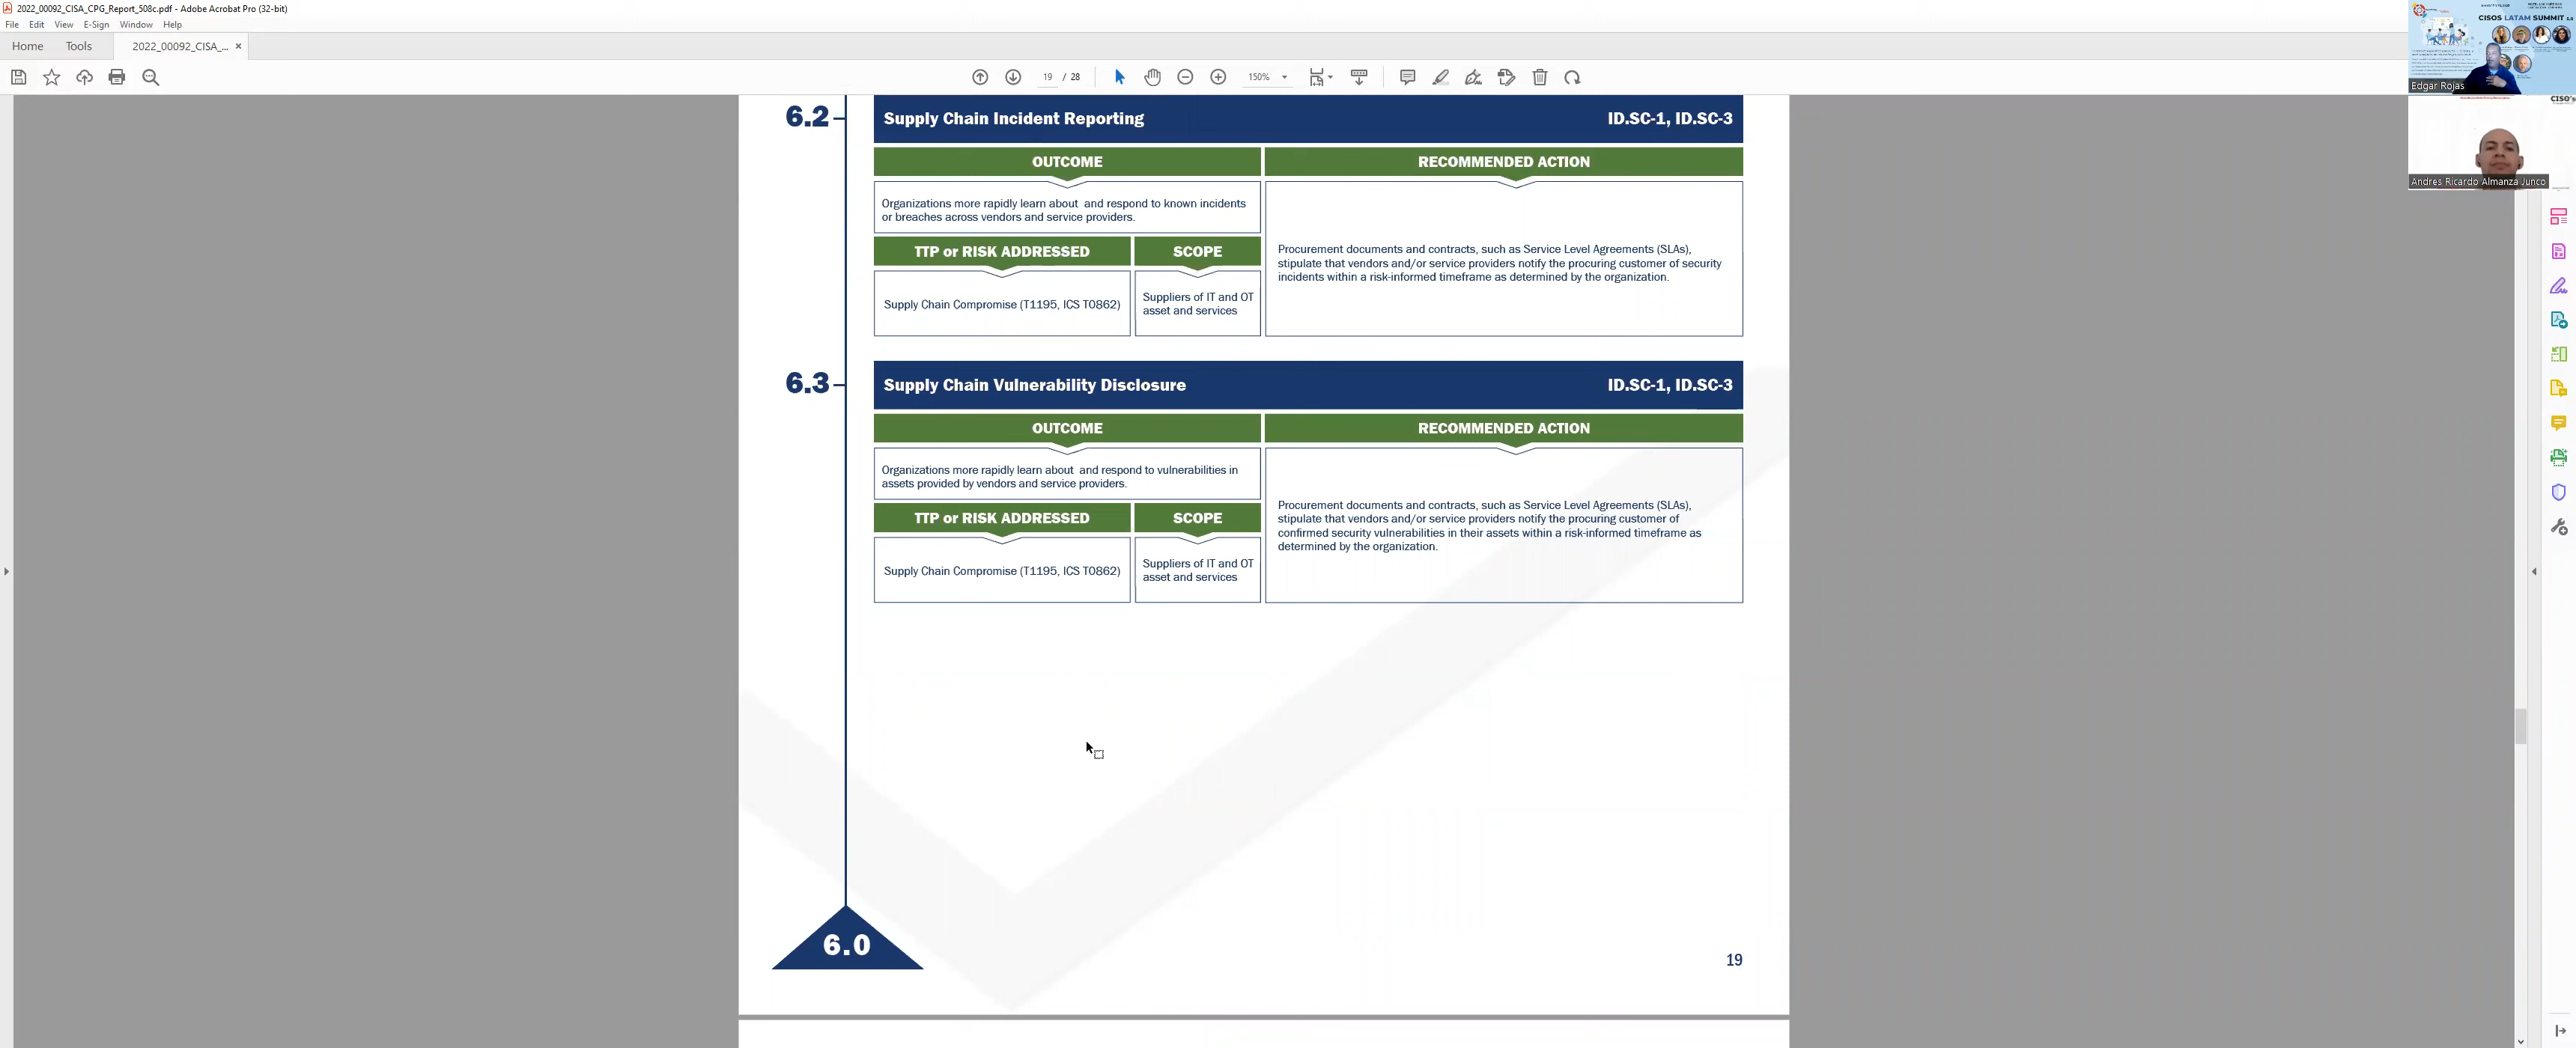 2022_00092_CISA_CPG_Report_508c.pdf - Adobe Acrobat Pro (32-bit)
File Edit View E-Sign Window Help
Home Tools 2022_00092_CISA_... ×
19 / 28 150%
CISOS LATAM SUMMIT
Edgar Rojas
CISO's
Andres Ricardo Almanza Junco
6.2
Supply Chain Incident Reporting ID.SC-1, ID.SC-3
OUTCOME
Organizations more rapidly learn about and respond to known incidents
or breaches across vendors and service providers.
TTP or RISK ADDRESSED
Supply Chain Compromise (T1195, ICS T0862)
SCOPE
Suppliers of IT and OT
asset and services
RECOMMENDED ACTION
Procurement documents and contracts, such as Service Level Agreements (SLAs),
stipulate that vendors and/or service providers notify the procuring customer of security
incidents within a risk-informed timeframe as determined by the organization.
6.3
Supply Chain Vulnerability Disclosure ID.SC-1, ID.SC-3
OUTCOME
Organizations more rapidly learn about and respond to vulnerabilities in
assets provided by vendors and service providers.
TTP or RISK ADDRESSED
Supply Chain Compromise (T1195, ICS T0862)
SCOPE
Suppliers of IT and OT
asset and services
RECOMMENDED ACTION
Procurement documents and contracts, such as Service Level Agreements (SLAs),
stipulate that vendors and/or service providers notify the procuring customer of
confirmed security vulnerabilities in their assets within a risk-informed timeframe as
determined by the organization.
6.0
19